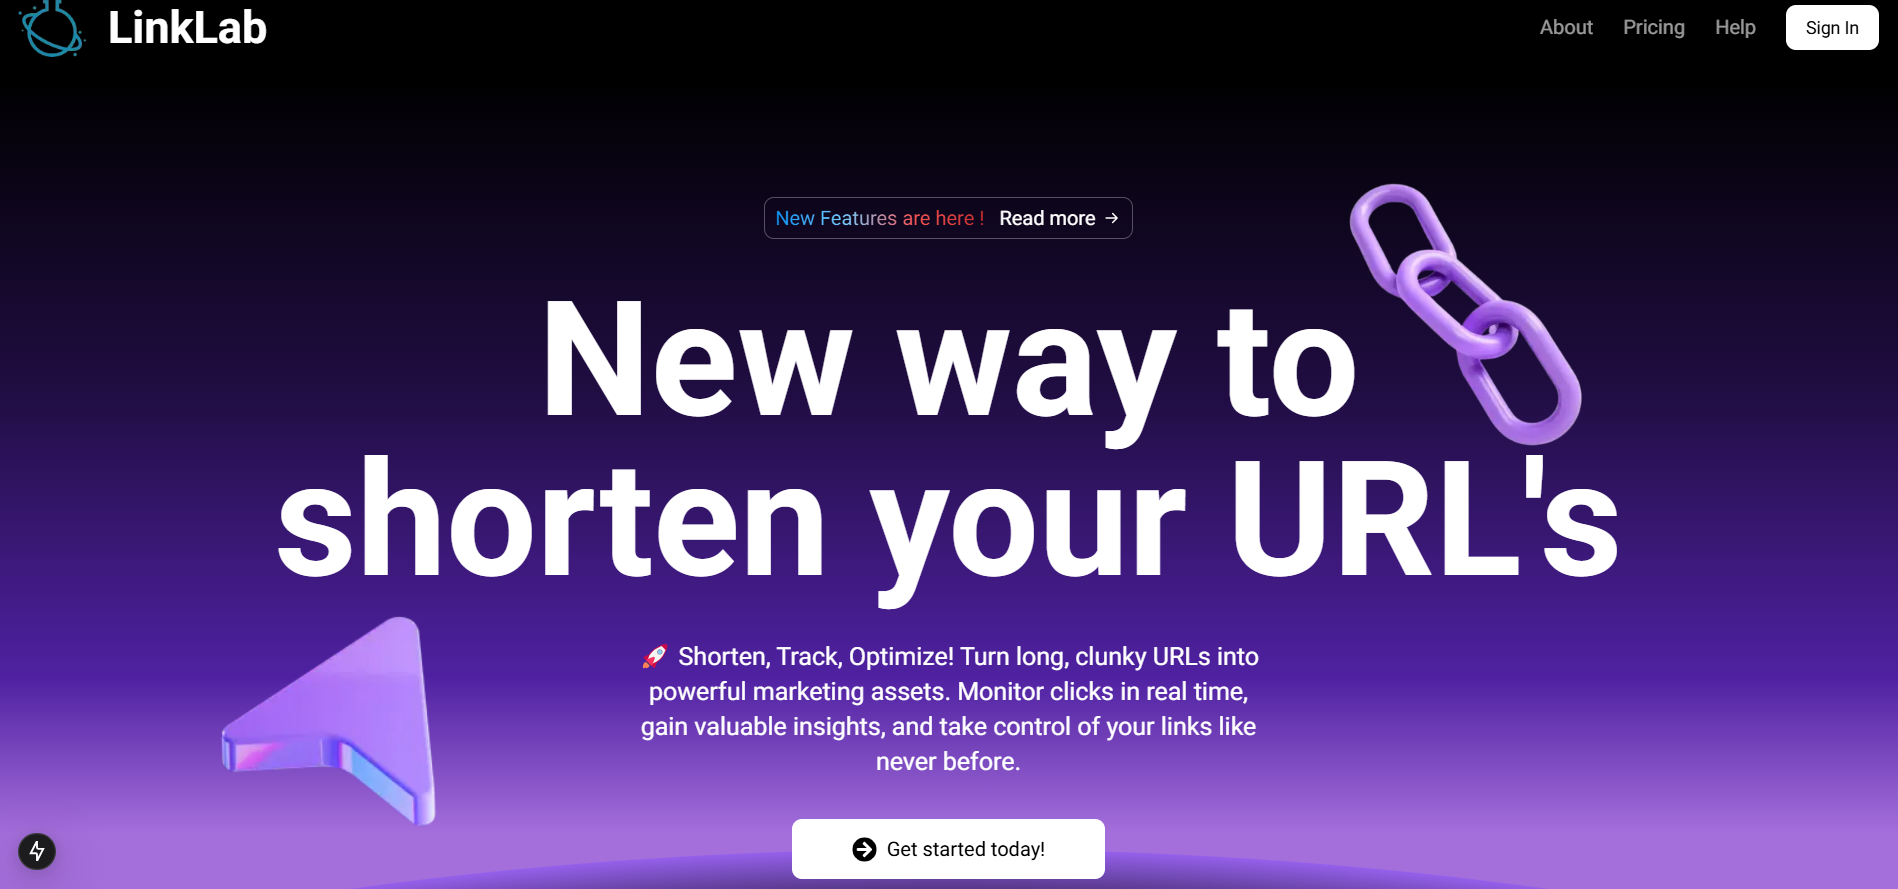 LinkLab
About Pricing Help Sign In
New Features are here ! Read more →
New way to
shorten your URL's
🚀 Shorten, Track, Optimize! Turn long, clunky URLs into
powerful marketing assets. Monitor clicks in real time,
gain valuable insights, and take control of your links like
never before.
Get started today!